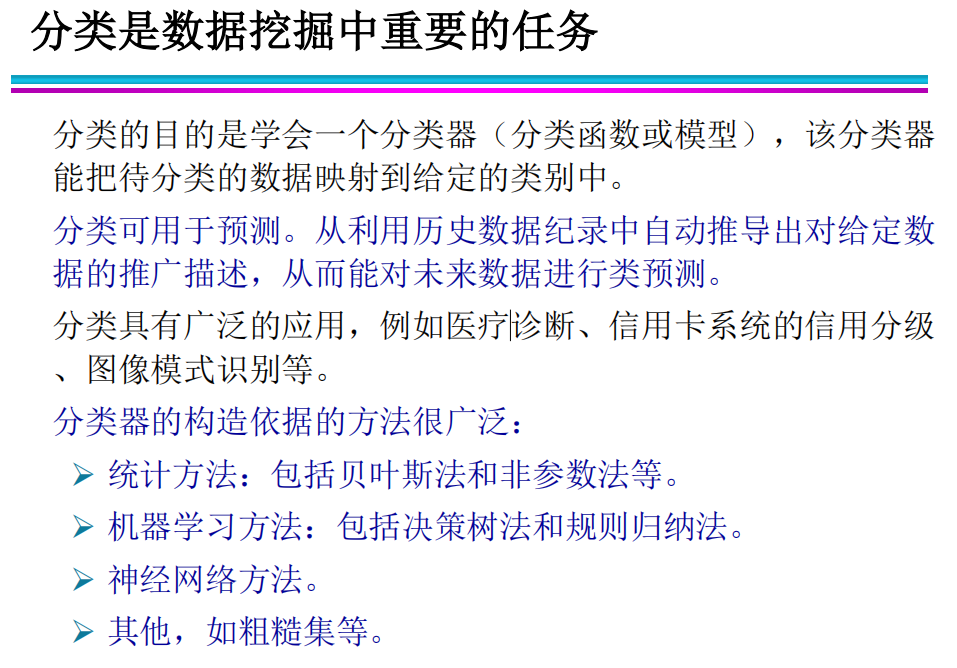 分类是数据挖掘中重要的任务
分类的目的是学会一个分类器（分类函数或模型），该分类器
能把待分类的数据映射到给定的类别中。
分类可用于预测。从利用历史数据纪录中自动推导出对给定数
据的推广描述，从而能对未来数据进行类预测。
分类具有广泛的应用，例如医疗诊断、信用卡系统的信用分级
、图像模式识别等。
分类器的构造依据的方法很广泛：
统计方法：包括贝叶斯法和非参数法等。
机器学习方法：包括决策树法和规则归纳法。
神经网络方法。
其他，如粗糙集等。